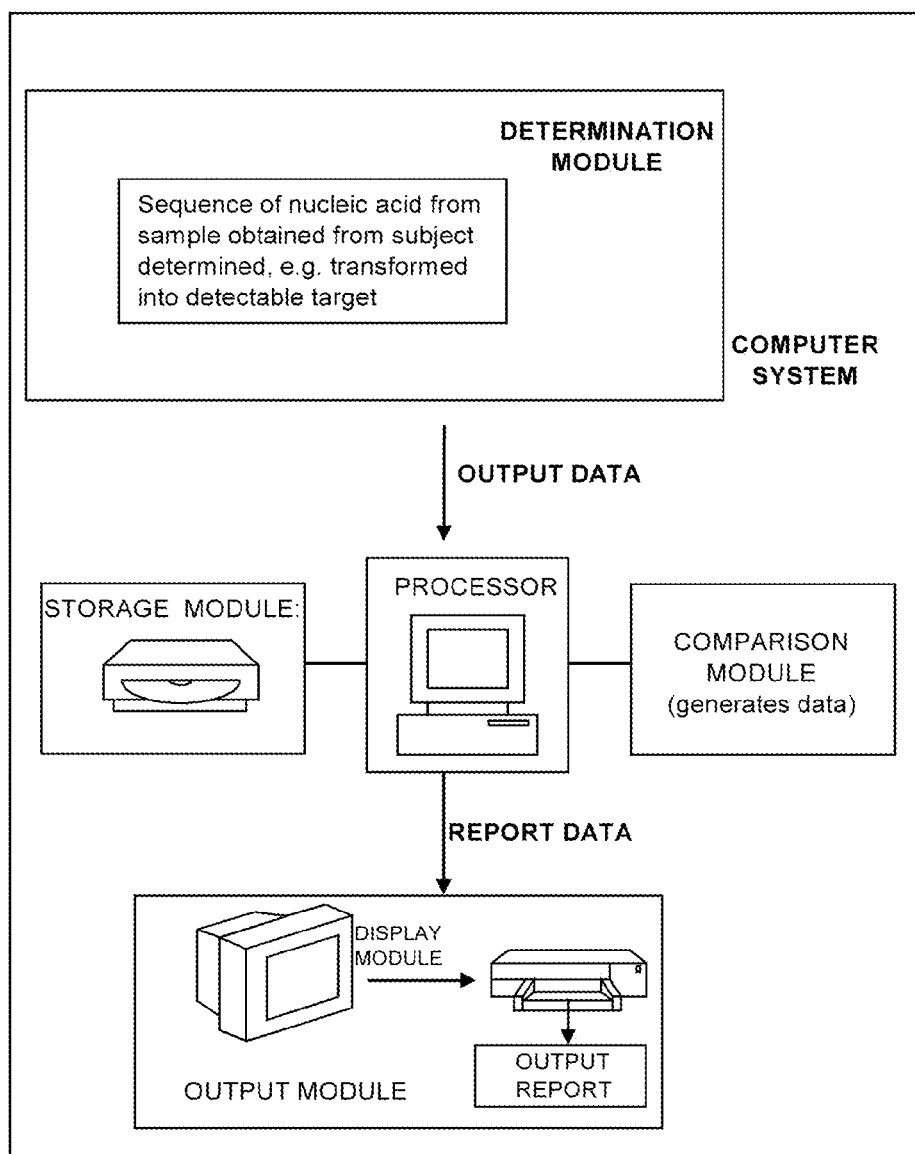 DETERMINATION
MODULE
Sequence of nucleic acid from
sample obtained from subject
determined, e.g. transformed
into detectable target
COMPUTER
SYSTEM
OUTPUT DATA
STORAGE MODULE:
PROCESSOR
COMPARISON
MODULE
(generates data)
REPORT DATA
DISPLAY
MODULE
OUTPUT MODULE
OUTPUT
REPORT